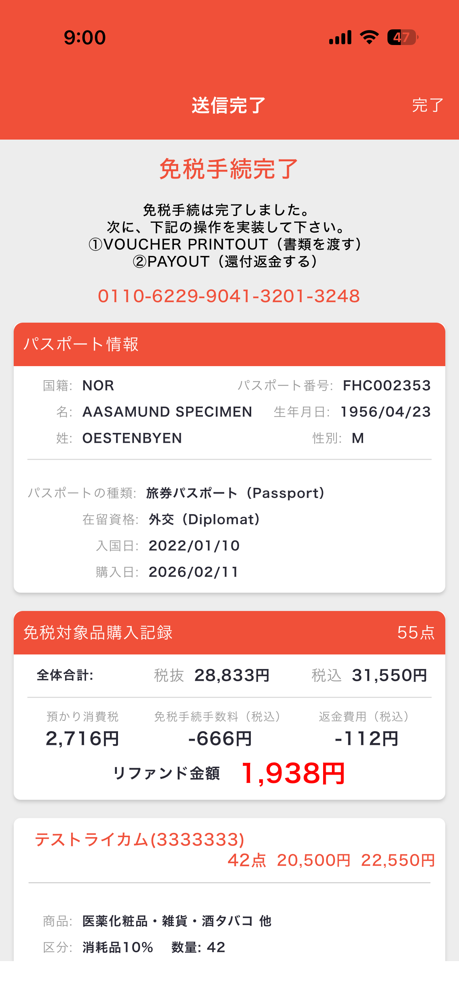 9:00
47
送信完了 完了
免税手続完了
免税手続は完了しました。
次に、下記の操作を実装して下さい。
①VOUCHER PRINTOUT（書類を渡す）
②PAYOUT（還付返金する）
0110-6229-9041-3201-3248
パスポート情報
国籍: NOR パスポート番号: FHC002353
名: AASAMUND SPECIMEN 生年月日: 1956/04/23
姓: OESTENBYEN 性別: M
パスポートの種類: 旅券パスポート（Passport）
在留資格: 外交（Diplomat）
入国日: 2022/01/10
購入日: 2026/02/11
免税対象品購入記録 55点
全体合計: 税抜 28,833円 税込 31,550円
預かり消費税 免税手続手数料（税込） 返金費用（税込）
2,716円 -666円 -112円
リファンド金額 1,938円
テストライカム(3333333)
42点 20,500円 22,550円
商品: 医薬化粧品・雑貨・酒タバコ 他
区分: 消耗品10% 数量: 42